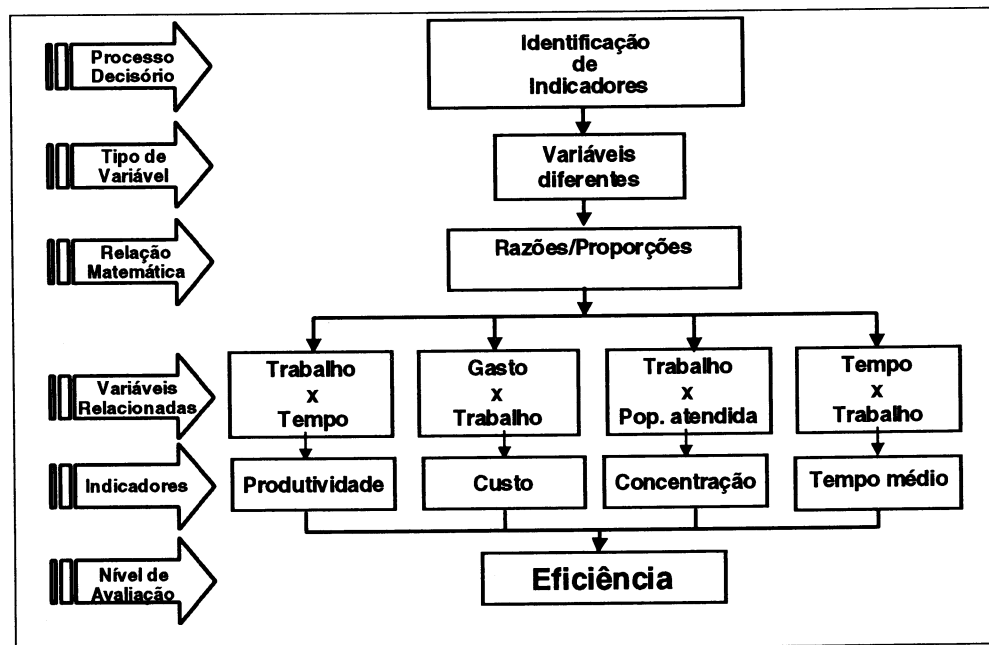 Processo
Decisório
Identificação
de
Indicadores
Tipo de
Variável
Variáveis
diferentes
Relação
Matemática
Razões/Proporções
Variáveis
Relacionadas
Trabalho
x
Tempo
Gasto
x
Trabalho
Trabalho
x
Pop. atendida
Tempo
x
Trabalho
Indicadores
Produtividade
Custo
Concentração
Tempo médio
Nível de
Avaliação
Eficiência